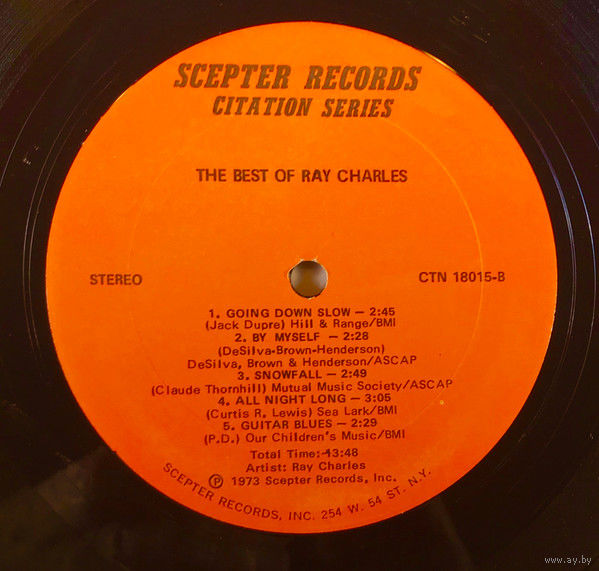 SCEPTER RECORDS
CITATION SERIES
THE BEST OF RAY CHARLES
STEREO
CTN 18015-B
1. GOING DOWN SLOW — 2:45
(Jack Dupre) Hill & Range/BMI
2. BY MYSELF — 2:28
(DeSilva-Brown-Henderson)
DeSilva, Brown & Henderson/ASCAP
3. SNOWFALL — 2:49
(Claude Thornhill) Mutual Music Society/ASCAP
4. ALL NIGHT LONG — 3:05
(Curtis R. Lewis) Sea Lark/BMI
5. GUITAR BLUES — 2:29
(P.D.) Our Children's Music/BMI
Total Time: 13:48
Artist: Ray Charles
℗ 1973 Scepter Records, Inc.
SCEPTER RECORDS, INC. 254 W. 54 ST. N.Y.
www.ay.by